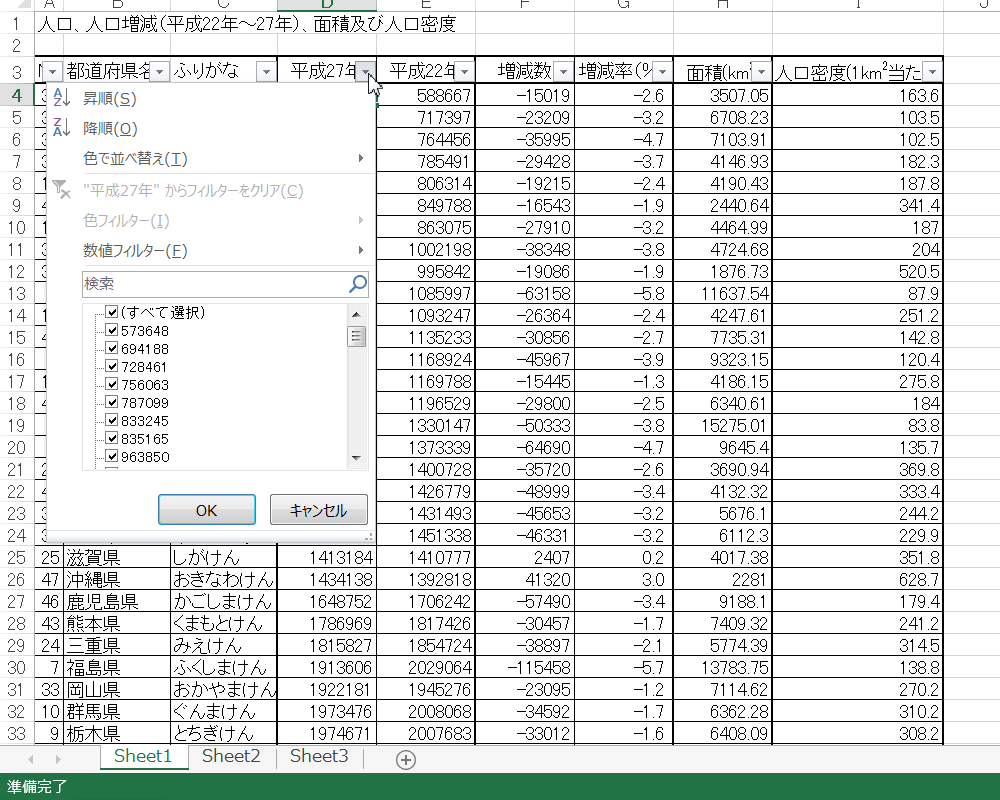 A B C D E F G H I J
1 人口、人口増減(平成22年～27年)、面積及び人口密度
2
3 都道府県名 ふりがな 平成27年 平成22年 増減数 増減率(% 面積(km² 人口密度(1km²当た
4 588667 -15019 -2.6 3507.05 163.6
昇順(S)
5 717397 -23209 -3.2 6708.23 103.5
降順(O)
6 764456 -35995 -4.7 7103.91 102.5
色で並べ替え(T)
7 785491 -29428 -3.7 4146.93 182.3
8 806314 -19215 -2.4 4190.43 187.8
"平成27年" からフィルターをクリア(C)
9 849788 -16543 -1.9 2440.64 341.4
色フィルター(I)
10 863075 -27910 -3.2 4464.99 187
数値フィルター(F)
11 1002198 -38348 -3.8 4724.68 204
12 995842 -19086 -1.9 1876.73 520.5
検索
13 1085997 -63158 -5.8 11637.54 87.9
(すべて選択)
14 1093247 -26364 -2.4 4247.61 251.2
573648
15 1135233 -30856 -2.7 7735.31 142.8
694188
16 1168924 -45967 -3.9 9323.15 120.4
728461
17 1169788 -15445 -1.3 4186.15 275.8
756063
18 1196529 -29800 -2.5 6340.61 184
787099
19 1330147 -50333 -3.8 15275.01 83.8
833245
20 1373339 -64690 -4.7 9645.4 135.7
835165
21 1400728 -35720 -2.6 3690.94 369.8
963850
22 1426779 -48999 -3.4 4132.32 333.4
23 1431493 -45653 -3.2 5676.1 244.2
OK キャンセル
24 1451338 -46331 -3.2 6112.3 229.9
25 25 滋賀県 しがけん 1413184 1410777 2407 0.2 4017.38 351.8
26 47 沖縄県 おきなわけん 1434138 1392818 41320 3.0 2281 628.7
27 46 鹿児島県 かごしまけん 1648752 1706242 -57490 -3.4 9188.1 179.4
28 43 熊本県 くまもとけん 1786969 1817426 -30457 -1.7 7409.32 241.2
29 24 三重県 みえけん 1815827 1854724 -38897 -2.1 5774.39 314.5
30 7 福島県 ふくしまけん 1913606 2029064 -115458 -5.7 13783.75 138.8
31 33 岡山県 おかやまけん 1922181 1945276 -23095 -1.2 7114.62 270.2
32 10 群馬県 ぐんまけん 1973476 2008068 -34592 -1.7 6362.28 310.2
33 9 栃木県 とちぎけん 1974671 2007683 -33012 -1.6 6408.09 308.2
Sheet1 Sheet2 Sheet3
準備完了